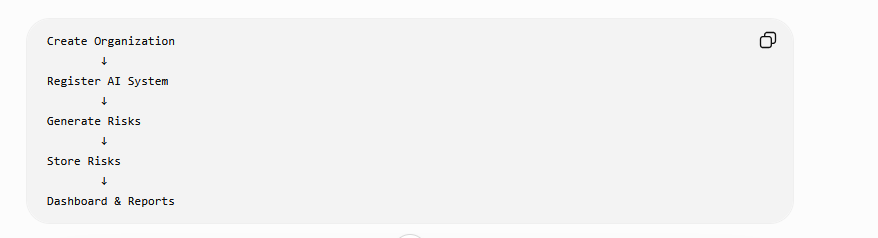 Create Organization
↓
Register AI System
↓
Generate Risks
↓
Store Risks
↓
Dashboard & Reports